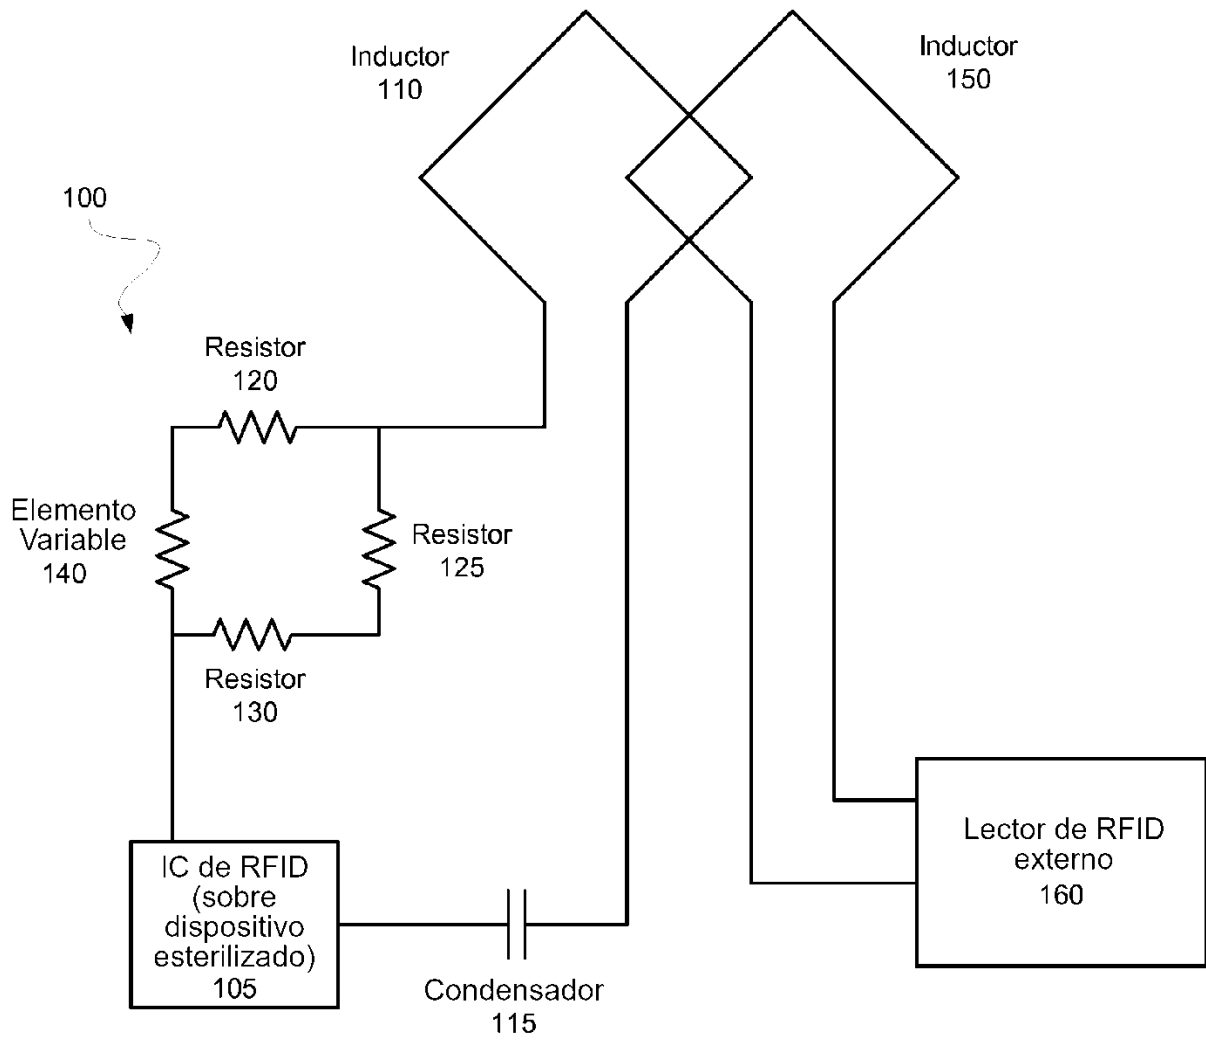 Inductor
110
Inductor
150
100
Resistor
120
Elemento
Variable
140
Resistor
125
Resistor
130
IC de RFID
(sobre
dispositivo
esterilizado)
105
Condensador
115
Lector de RFID
externo
160